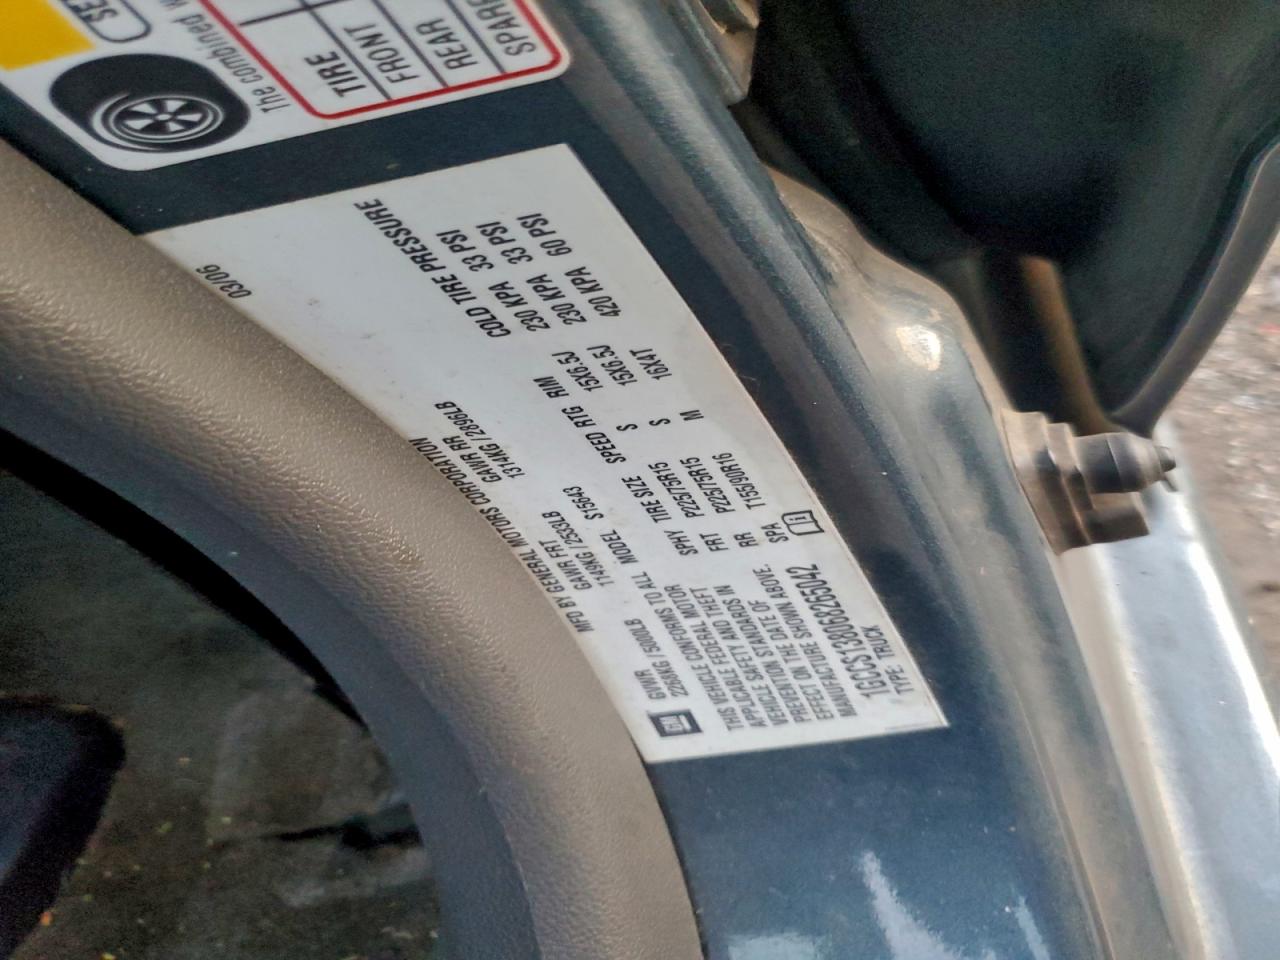 SE
The combined w
TIRE
FRONT
REAR
SPARE
03/06
MFD BY GENERAL MOTORS CORPORATION
GM
GVWR GAWR FRT GAWR RR
2268KG / 5000LB 1149KG / 2533LB 1314KG / 2896LB
THIS VEHICLE CONFORMS TO ALL
APPLICABLE FEDERAL MOTOR
VEHICLE SAFETY AND THEFT
PREVENTION STANDARDS IN
EFFECT ON THE DATE OF
MANUFACTURE SHOWN ABOVE.
1GCCS138068265042
TYPE TRUCK
MODEL S15643
SPHY TIRE SIZE SPEED RTG RIM COLD TIRE PRESSURE
FRT P225/75R15 S 15X6.5J 230 KPA 33 PSI
RR P225/75R15 S 15X6.5J 230 KPA 33 PSI
SPA T155/90R16 M 16X4T 420 KPA 60 PSI